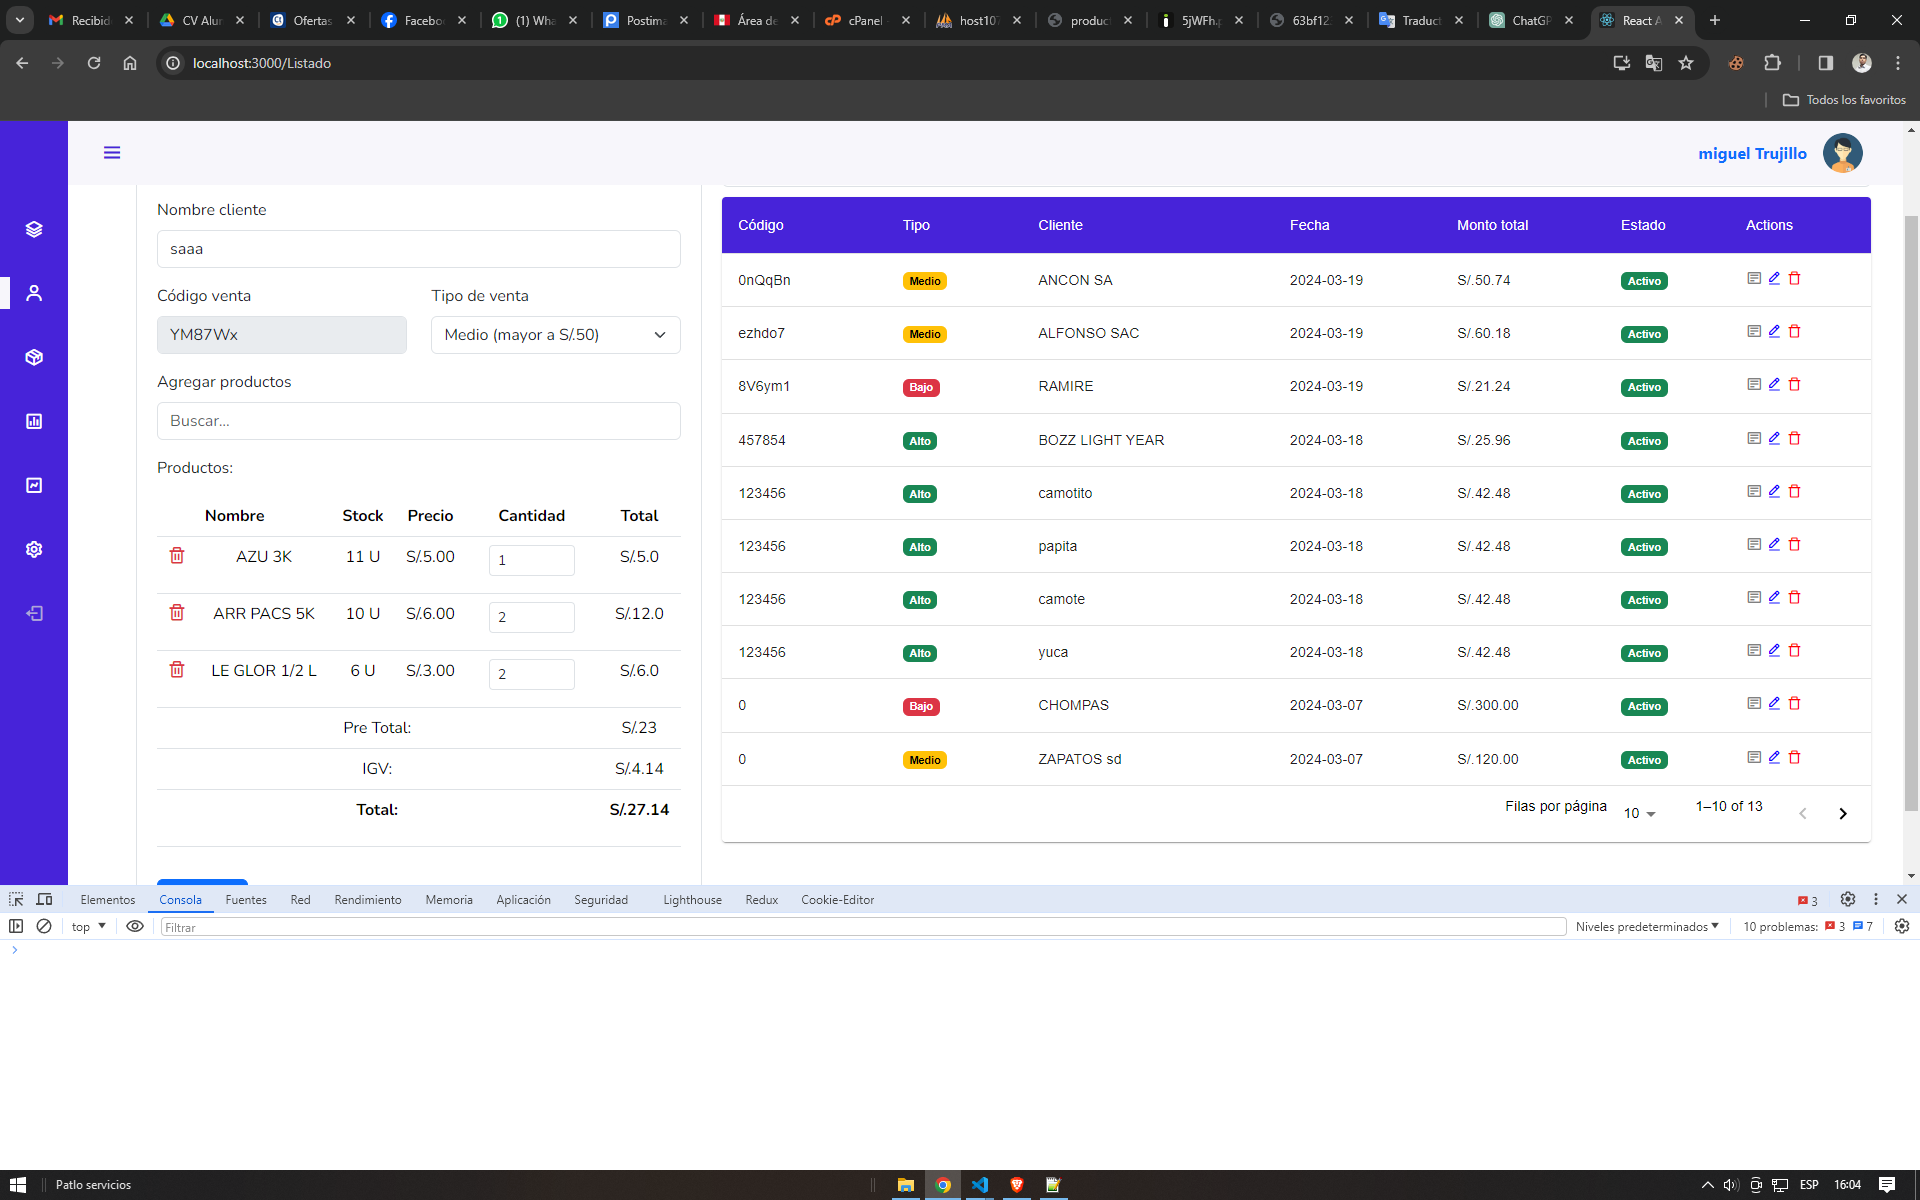 Recibid
CV Alur
Ofertas
Facebo
(1) Wha
Postima
Área de
cPanel
host107
product
5jWFh.p
63bf12
Traduct
ChatGP
React A
localhost:3000/Listado
Todos los favoritos
miguel Trujillo
Nombre cliente
saaa
Código venta Tipo de venta
YM87Wx Medio (mayor a S/.50)
Agregar productos
Buscar...
Productos:
Nombre Stock Precio Cantidad Total
AZU 3K 11 U S/.5.00 1 S/.5.0
ARR PACS 5K 10 U S/.6.00 2 S/.12.0
LE GLOR 1/2 L 6 U S/.3.00 2 S/.6.0
Pre Total: S/.23
IGV: S/.4.14
Total: S/.27.14
Código Tipo Cliente Fecha Monto total Estado Actions
0nQqBn Medio ANCON SA 2024-03-19 S/.50.74 Activo
ezhdo7 Medio ALFONSO SAC 2024-03-19 S/.60.18 Activo
8V6ym1 Bajo RAMIRE 2024-03-19 S/.21.24 Activo
457854 Alto BOZZ LIGHT YEAR 2024-03-18 S/.25.96 Activo
123456 Alto camotito 2024-03-18 S/.42.48 Activo
123456 Alto papita 2024-03-18 S/.42.48 Activo
123456 Alto camote 2024-03-18 S/.42.48 Activo
123456 Alto yuca 2024-03-18 S/.42.48 Activo
0 Bajo CHOMPAS 2024-03-07 S/.300.00 Activo
0 Medio ZAPATOS sd 2024-03-07 S/.120.00 Activo
Filas por página 10 1–10 of 13
Elementos Consola Fuentes Red Rendimiento Memoria Aplicación Seguridad Lighthouse Redux Cookie-Editor 3
top Filtrar Niveles predeterminados 10 problemas: 3 7
Patlo servicios ESP 16:04